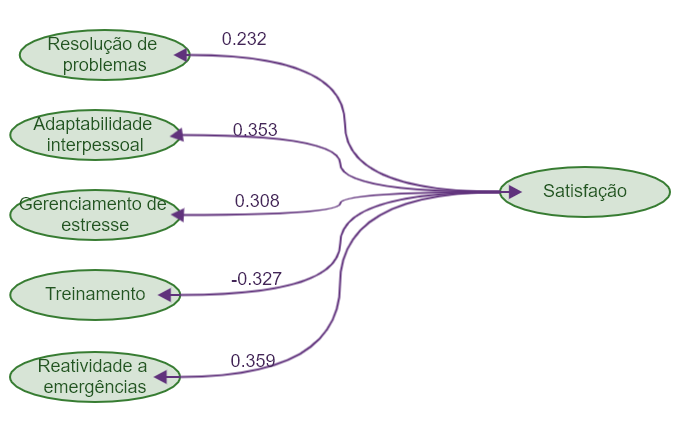 Resolução de
problemas
0.232
Adaptabilidade
interpessoal
0.353
Gerenciamento de
estresse
0.308
Satisfação
Treinamento
-0.327
Reatividade a
emergências
0.359